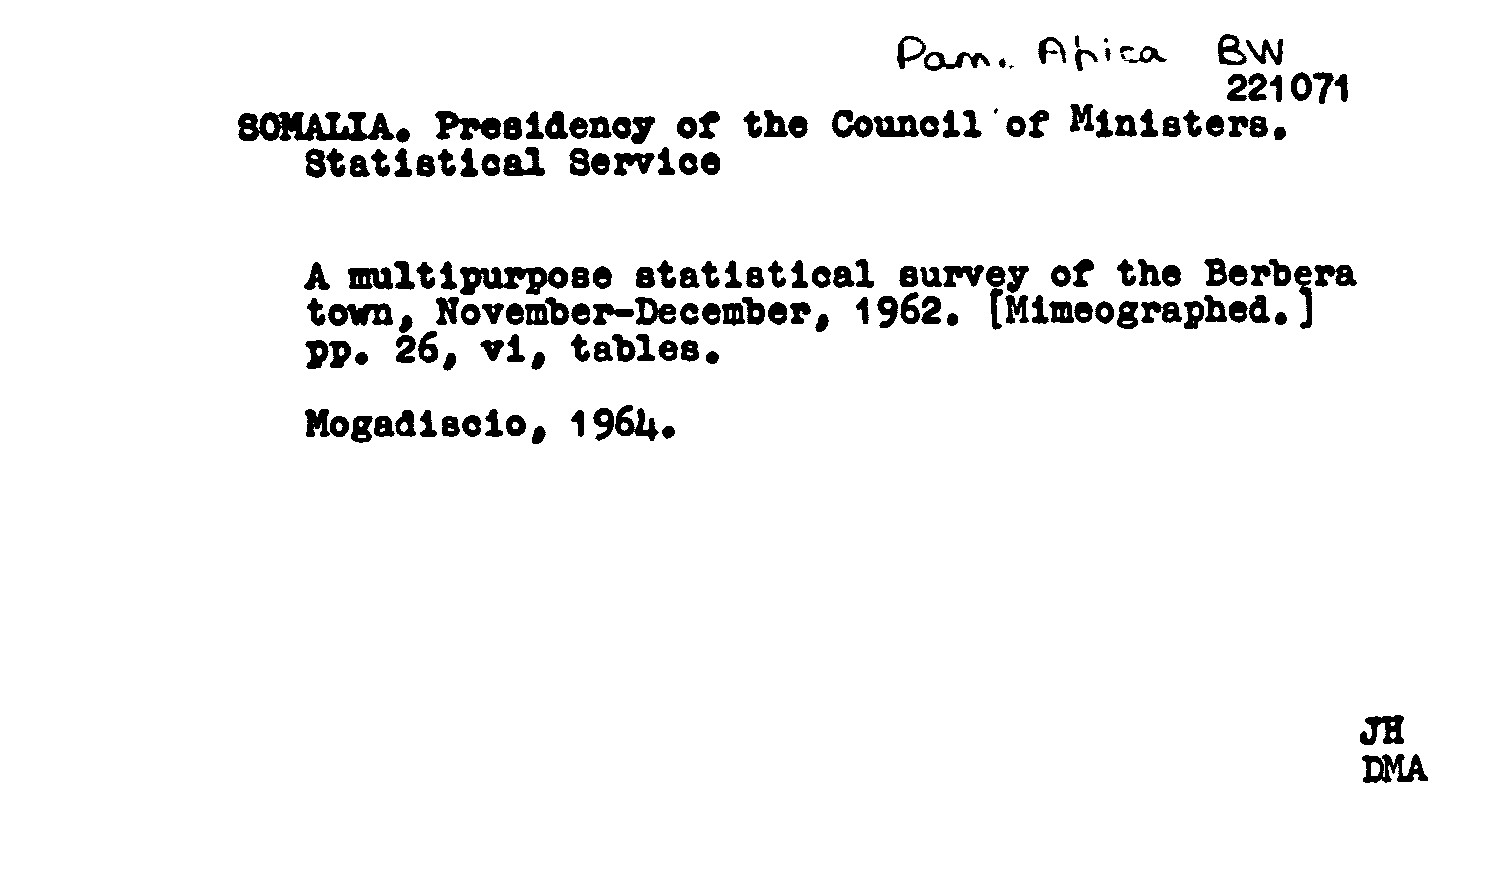 Pam. Africa BW
221071
SOMALIA. Presidency of the Council of Ministers.
Statistical Service
A multipurpose statistical survey of the Berbera
town, November-December, 1962. [Mimeographed.]
pp. 26, vi, tables.
Mogadiscio, 1964.
JH
DMA